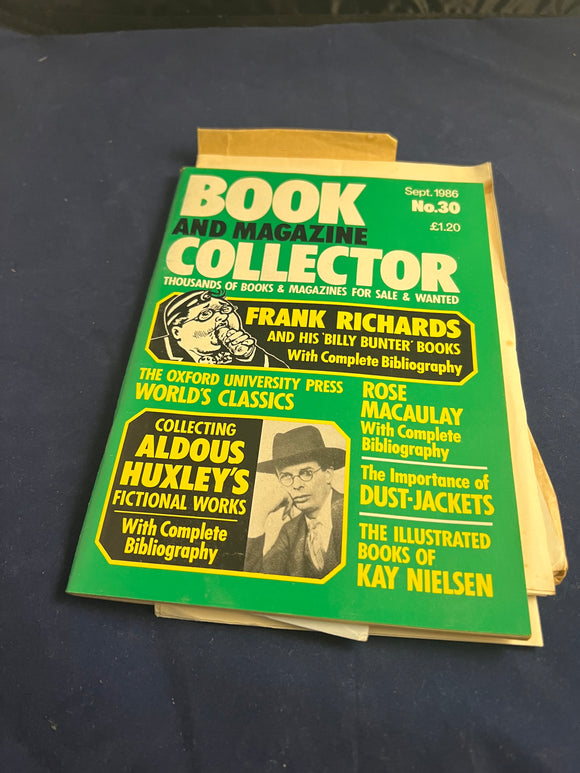 BOOK
AND MAGAZINE
COLLECTOR
Sept. 1986
No.30
£1.20
THOUSANDS OF BOOKS & MAGAZINES FOR SALE & WANTED
FRANK RICHARDS
AND HIS 'BILLY BUNTER' BOOKS
With Complete Bibliography
THE OXFORD UNIVERSITY PRESS
WORLD'S CLASSICS
COLLECTING
ALDOUS
HUXLEY'S
FICTIONAL WORKS
With Complete
Bibliography
ROSE
MACAULAY
With Complete
Bibliography
The Importance of
DUST-JACKETS
THE ILLUSTRATED
BOOKS OF
KAY NIELSEN